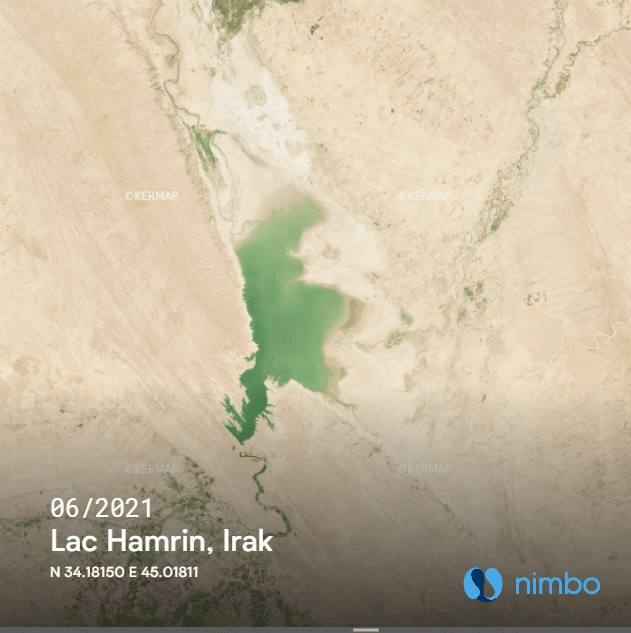 ©KERMAP ©KERMAP
©KERMAP ©KERMAP
06/2021
Lac Hamrin, Irak
N 34.18150 E 45.01811
nimbo